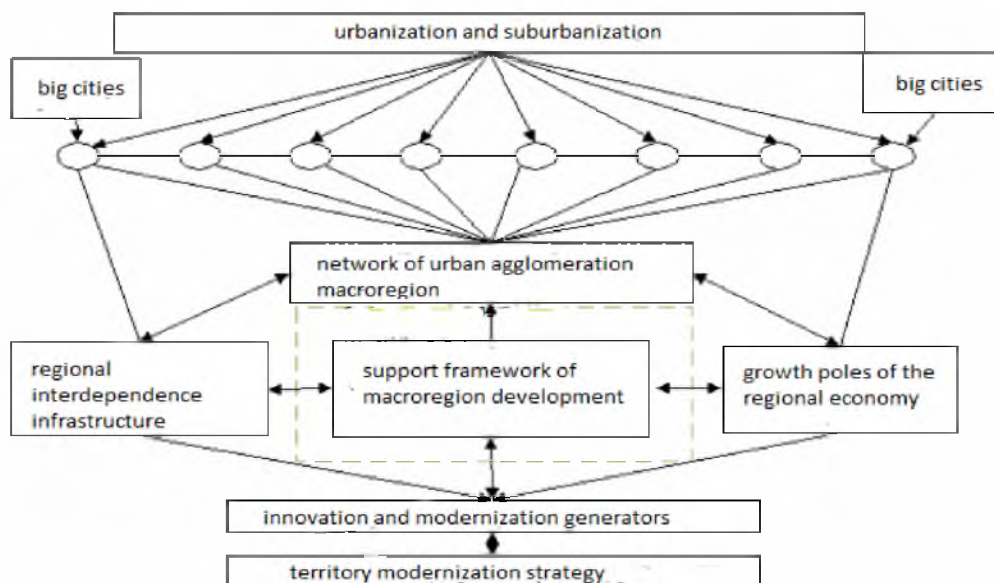 urbanization and suburbanization
big cities
big cities
network of urban agglomeration
macroregion
regional
interdependence
infrastructure
support framework of
macroregion development
growth poles of the
regional economy
innovation and modernization generators
territory modernization strategy